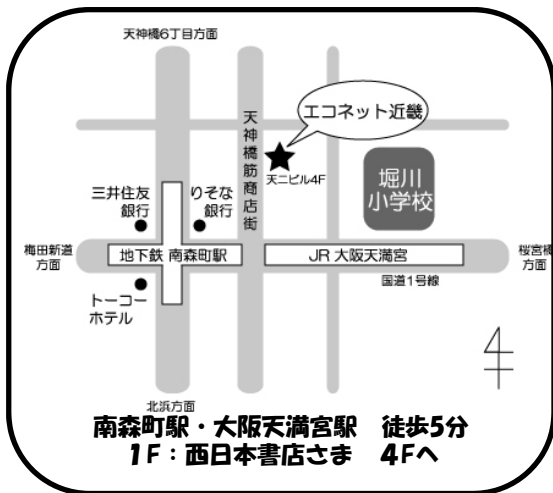 天神橋6丁目方面
エコネット近畿
天神橋筋商店街
天二ビル4F
堀川
小学校
三井住友
銀行
りそな
銀行
梅田新道
方面
地下鉄 南森町駅
JR 大阪天満宮
桜宮橋
方面
国道1号線
トーコー
ホテル
北浜方面
南森町駅・大阪天満宮駅　徒歩5分
1F：西日本書店さま　4Fへ